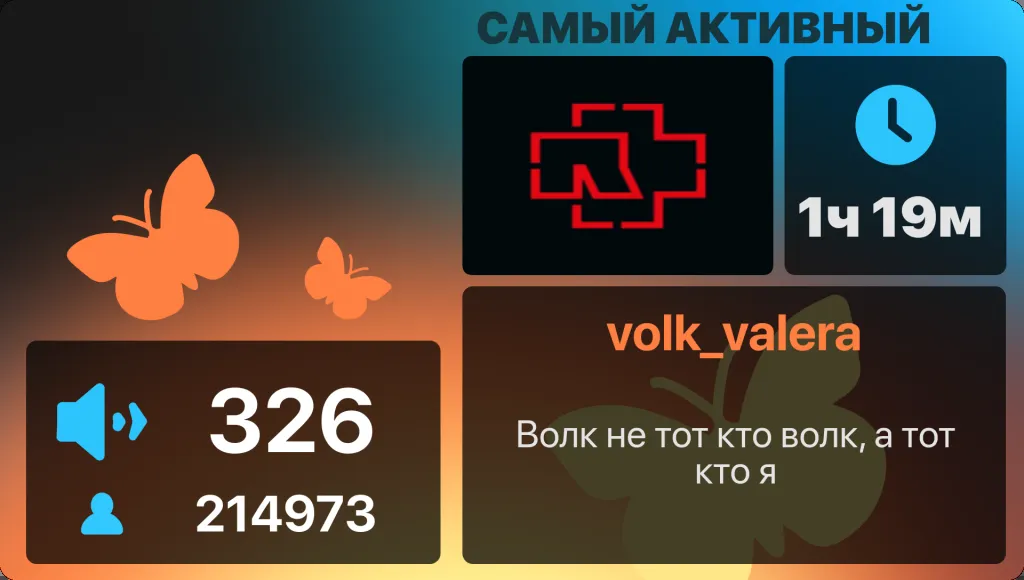 САМЫЙ АКТИВНЫЙ
1ч 19м
volk_valera
Волк не тот кто волк, а тот
кто я
326
214973